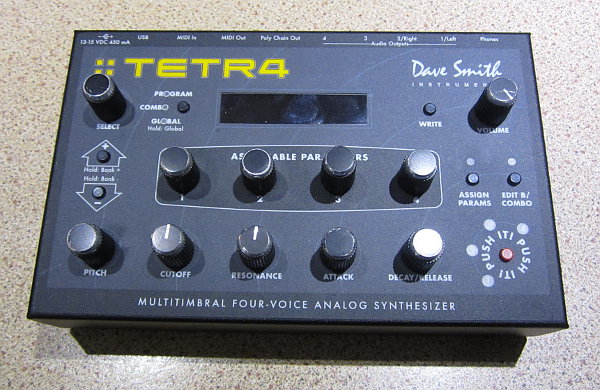 13-15 VDC 450 mA USB MIDI In MIDI Out Poly Chain Out 4 3 2/Right 1/Left Phones
Audio Outputs
TETR4
Dave Smith
INSTRUMENTS
PROGRAM
COMBO
GLOBAL
Hold: Global
SELECT
WRITE
VOLUME
+
Hold: Bank +
Hold: Bank -
-
ASSIGNABLE PARAMETERS
1 2 3 4
ASSIGN PARAMS
EDIT B/ COMBO
PUSH IT! PUSH IT!
PITCH CUTOFF RESONANCE ATTACK DECAY/RELEASE
MULTITIMBRAL FOUR-VOICE ANALOG SYNTHESIZER